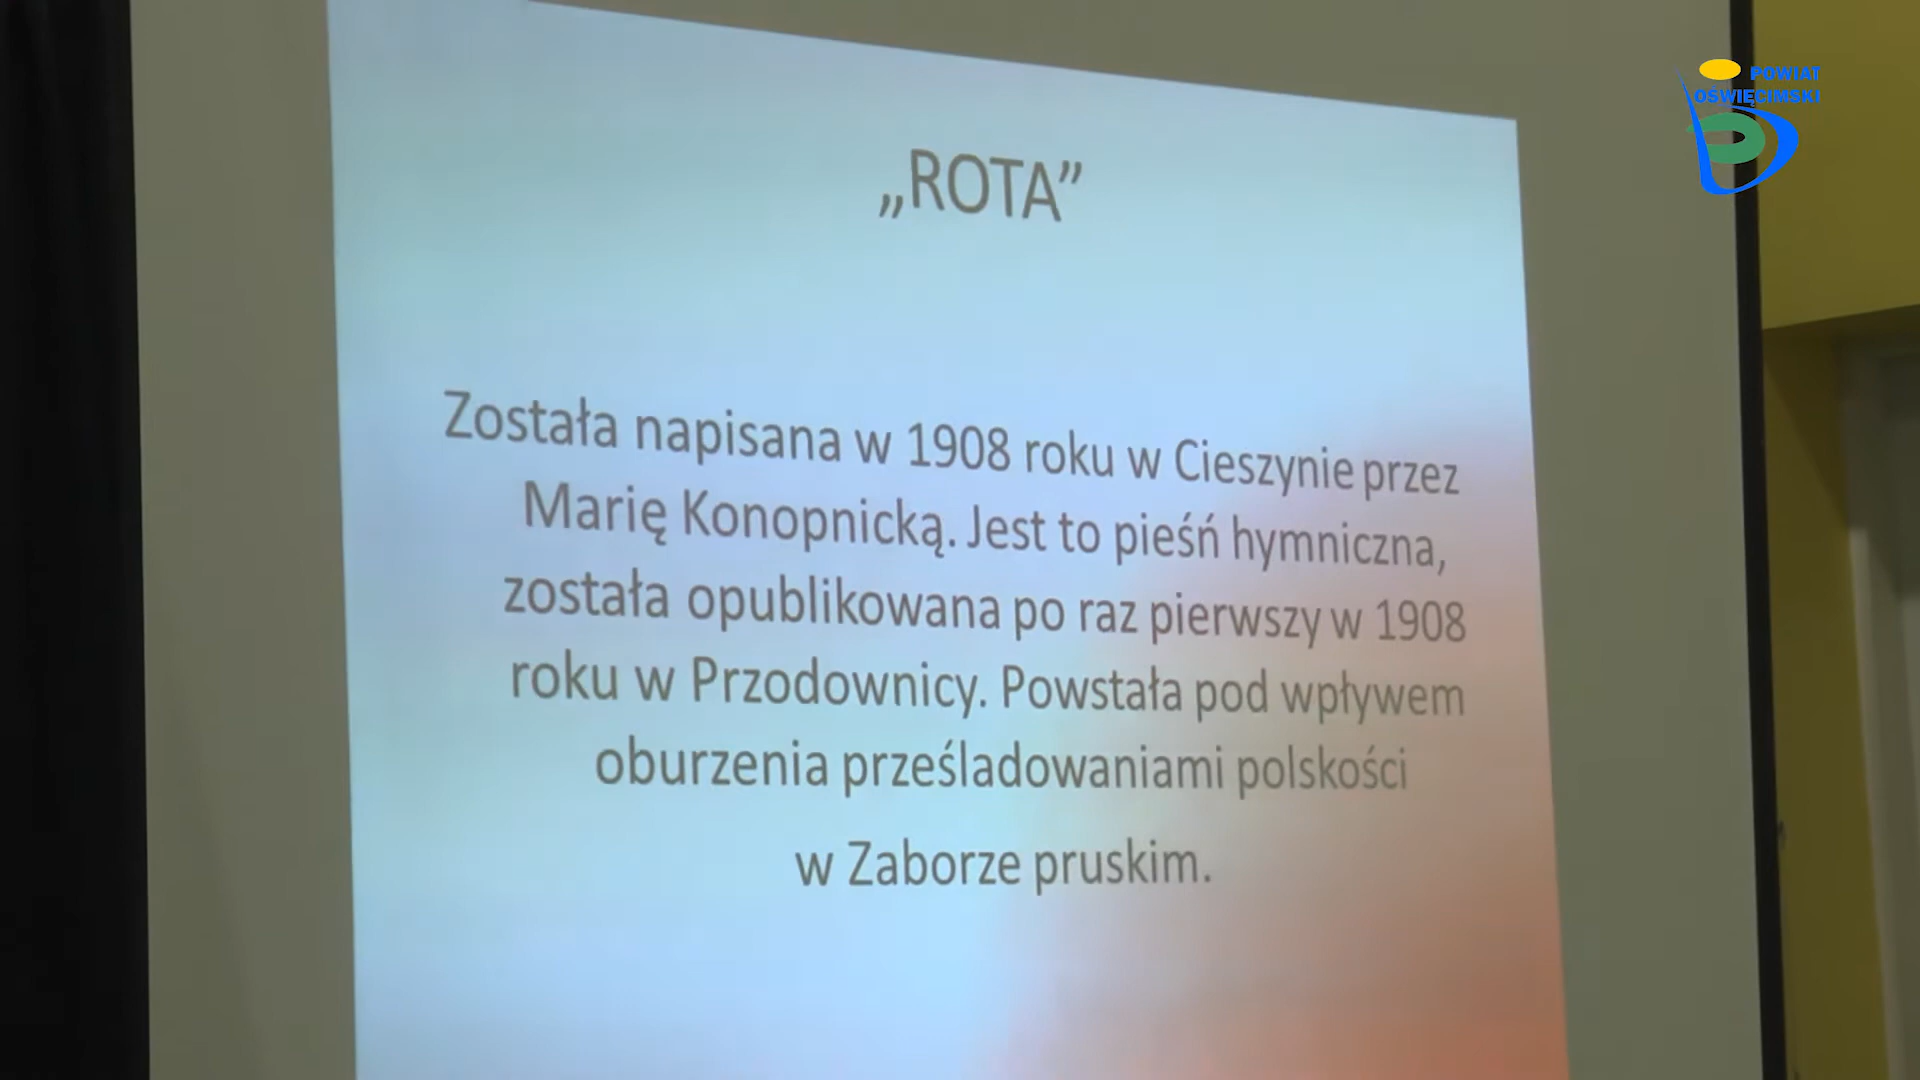 POWIAT
OŚWIĘCIMSKI
„ROTA”
Została napisana w 1908 roku w Cieszynie przez
Marię Konopnicką. Jest to pieśń hymniczna,
została opublikowana po raz pierwszy w 1908
roku w Przodownicy. Powstała pod wpływem
oburzenia prześladowaniami polskości
w Zaborze pruskim.